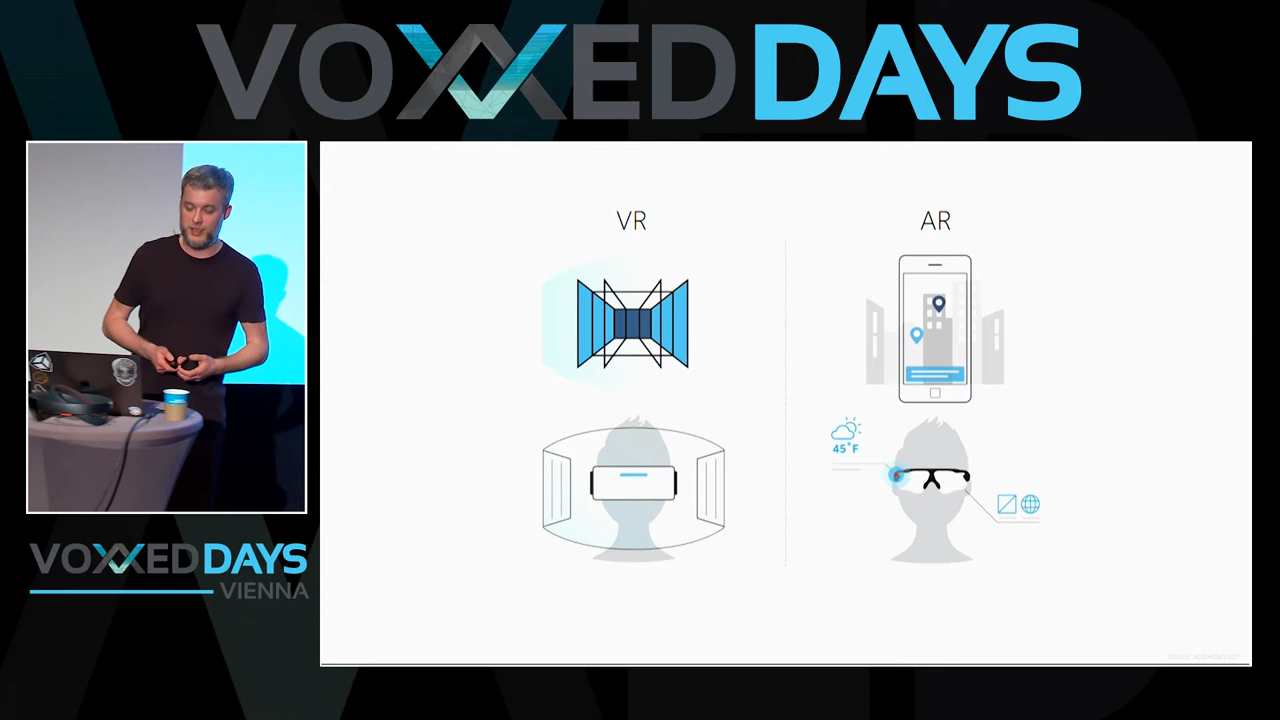 VOXXED DAYS
VR
AR
45°F
VOXXED DAYS
VIENNA